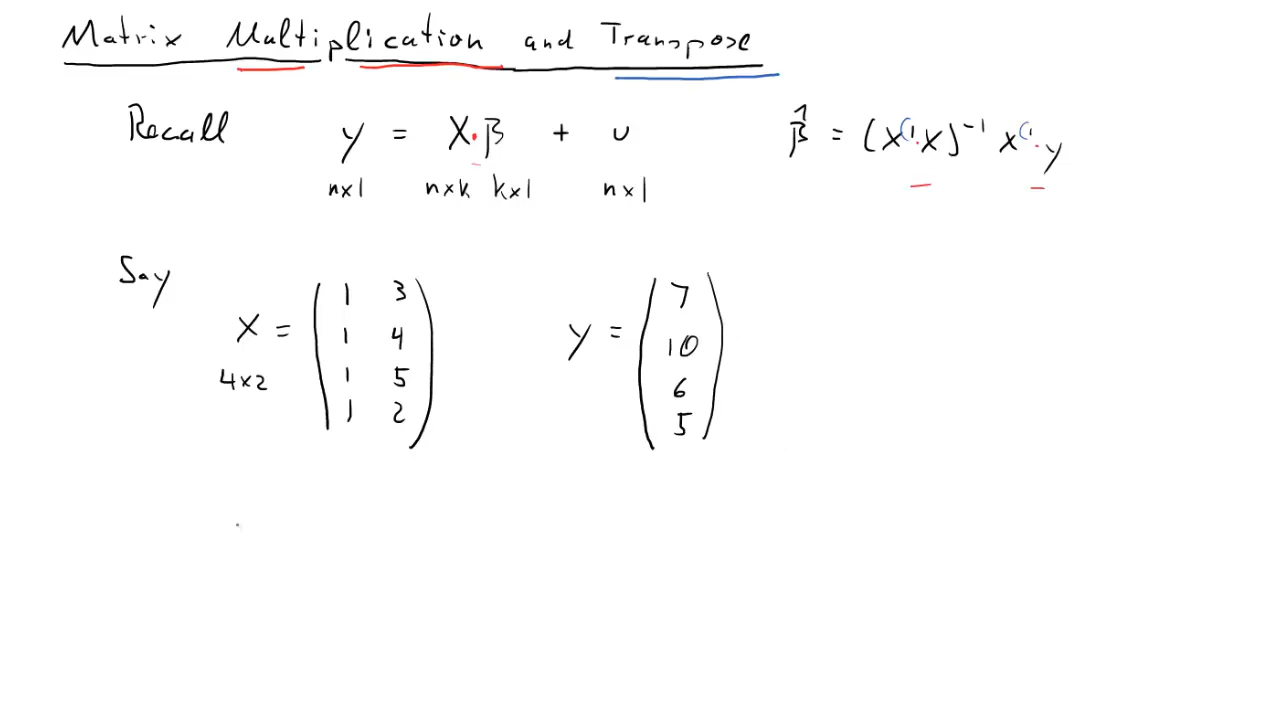 Matrix Multiplication and Transpose
Recall y = X·β + u β̂ = (X'·X)⁻¹ X'·y
n×1 n×k k×1 n×1
Say
X = ( 1 3 y = ( 7
1 4 10
1 5 6
1 2 ) 5 )
4×2